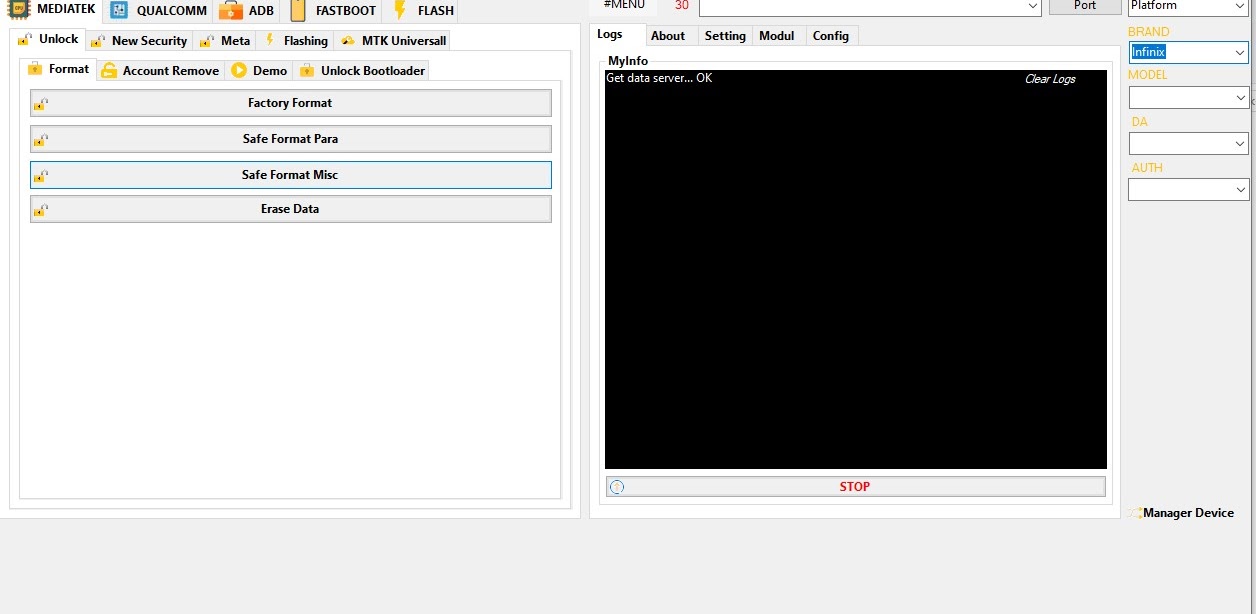 MEDIATEK QUALCOMM ADB FASTBOOT FLASH
Unlock New Security Meta Flashing MTK Universall
Format Account Remove Demo Unlock Bootloader
Factory Format
Safe Format Para
Safe Format Misc
Erase Data
#MENU 30 Port Platform
Logs About Setting Modul Config
MyInfo
Get data server... OK Clear Logs
STOP
BRAND
Infinix
MODEL
DA
AUTH
Manager Device